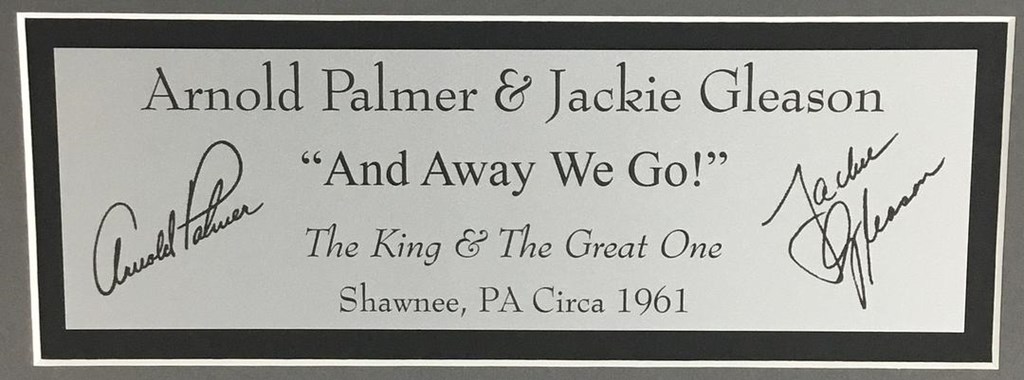 Arnold Palmer & Jackie Gleason
“And Away We Go!”
Arnold Palmer
Jackie Gleason
The King & The Great One
Shawnee, PA Circa 1961